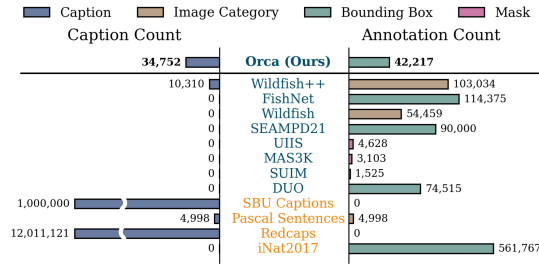 Caption Image Category Bounding Box Mask
Caption Count Annotation Count
34,752 Orca (Ours) 42,217
10,310 Wildfish++ 103,034
0 FishNet 114,375
0 Wildfish 54,459
0 SEAMPD21 90,000
0 UIIS 4,628
0 MAS3K 3,103
0 SUIM 1,525
0 DUO 74,515
1,000,000 SBU Captions 0
4,998 Pascal Sentences 4,998
12,011,121 Redcaps 0
0 iNat2017 561,767